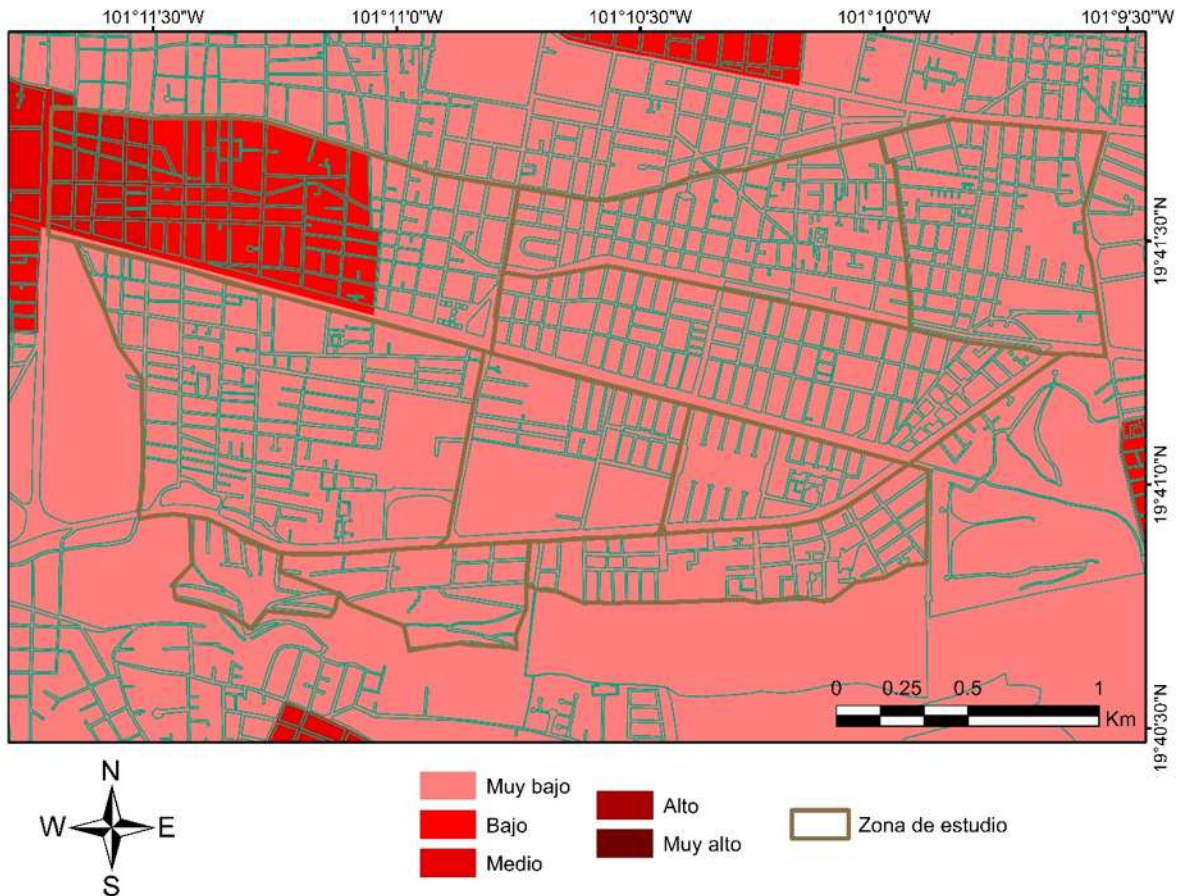 101°11'30"W 101°11'0"W 101°10'30"W 101°10'0"W 101°9'30"W
19°41'30"N
19°41'0"N
19°40'30"N
0 0.25 0.5 1
Km
N
W E
S
Muy bajo
Bajo
Medio
Alto
Muy alto
Zona de estudio